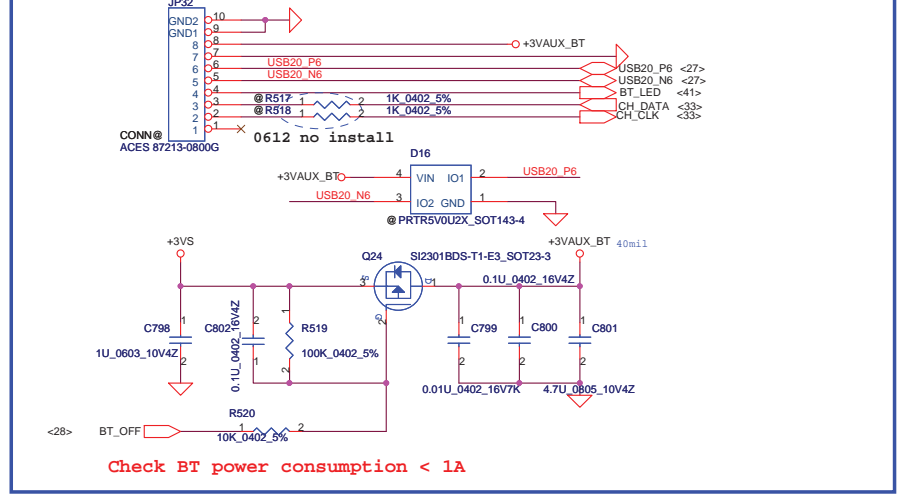 JP32
GND2 10
GND1 9
8 8 +3VAUX_BT
7 7
6 6 USB20_P6 USB20_P6 <27>
5 5 USB20_N6 USB20_N6 <27>
4 4 BT_LED <41>
3 3 @R517 1 2 1K_0402_5% CH_DATA <33>
2 2 @R518 1 2 1K_0402_5% CH_CLK <33>
1 1
CONN@ 0612 no install
ACES 87213-0800G
D16
+3VAUX_BT 4 VIN IO1 2 USB20_P6
USB20_N6 3 IO2 GND 1
@PRTR5V0U2X_SOT143-4
+3VS
+3VAUX_BT 40mil
Q24 SI2301BDS-T1-E3_SOT23-3
3 S D 1 0.1U_0402_16V4Z
G 2
1 2 1 1 1 1
C798 C802 R519 C799 C800 C801
1U_0603_10V4Z 0.1U_0402_16V4Z 100K_0402_5%
2 1 2 2 2 2
0.01U_0402_16V7K 4.7U_0805_10V4Z
R520
<28> BT_OFF 1 2
10K_0402_5%
Check BT power consumption < 1A